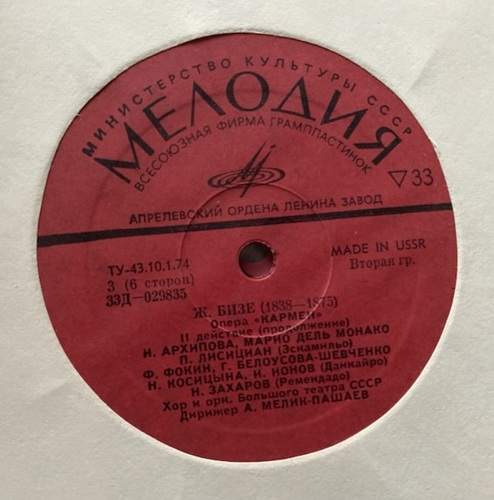 МИНИСТЕРСТВО КУЛЬТУРЫ СССР
МЕЛОДИЯ
ВСЕСОЮЗНАЯ ФИРМА ГРАМПЛАСТИНОК
▽33
АПРЕЛЕВСКИЙ ОРДЕНА ЛЕНИНА ЗАВОД
MADE IN USSR
Вторая гр.
ТУ-43.10.1.74
3 (6 сторон)
33Д—029835
Ж. БИЗЕ (1838—1875)
Опера «КАРМЕН»
II действие (продолжение)
И. АРХИПОВА, МАРИО ДЕЛЬ МОНАКО
П. ЛИСИЦИАН (Эскамильо)
Ф. ФОКИН, Г. БЕЛОУСОВА-ШЕВЧЕНКО
Н. КОСИЦЫНА, И. ИОНОВ (Данкайро)
Н. ЗАХАРОВ (Ремендадо)
Хор и орк. Большого театра СССР
Дирижер А. МЕЛИК-ПАШАЕВ